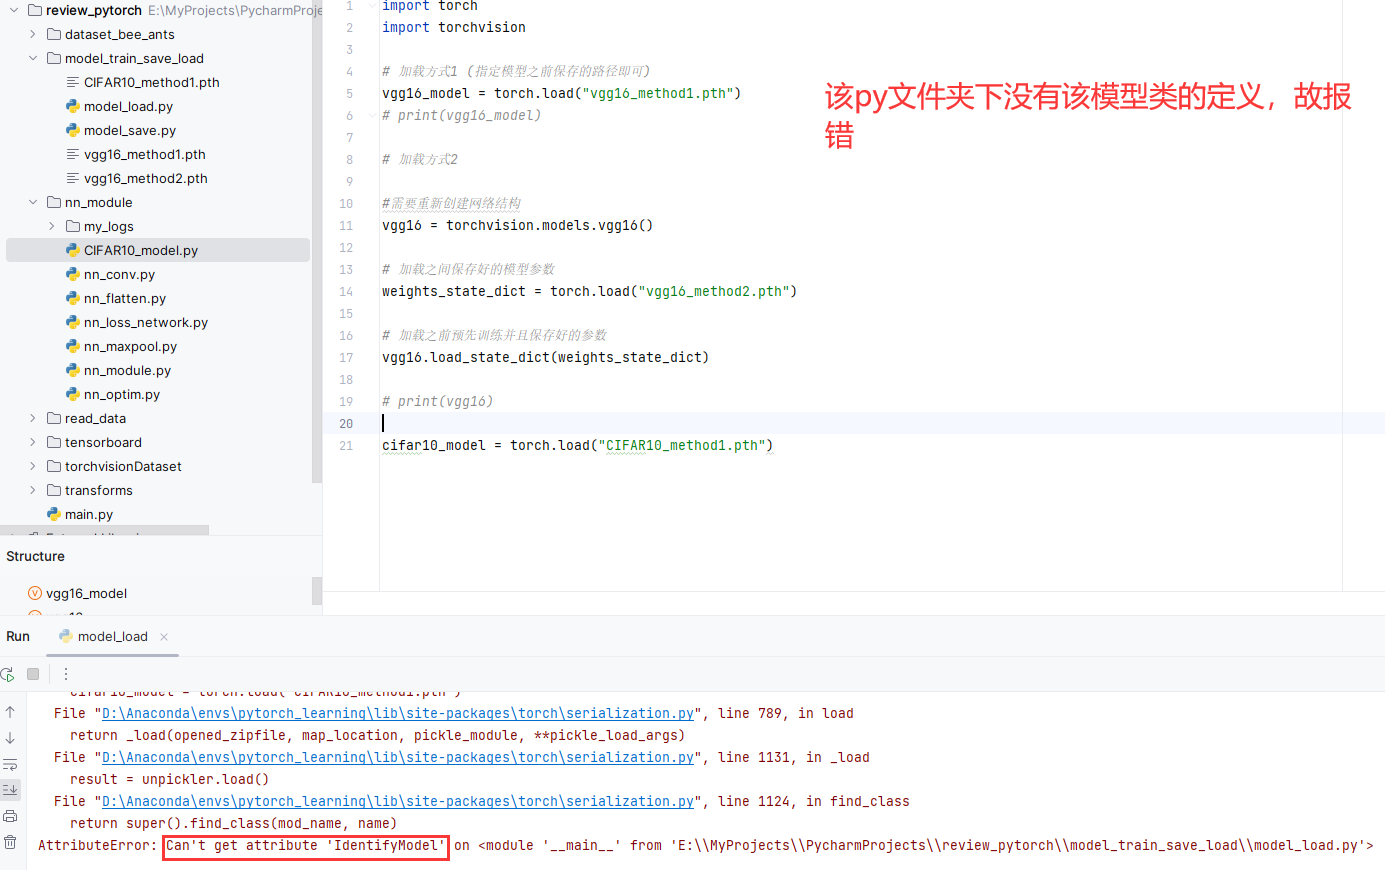 review_pytorch E:\MyProjects\PycharmProje
dataset_bee_ants
model_train_save_load
CIFAR10_method1.pth
model_load.py
model_save.py
vgg16_method1.pth
vgg16_method2.pth
nn_module
my_logs
CIFAR10_model.py
nn_conv.py
nn_flatten.py
nn_loss_network.py
nn_maxpool.py
nn_module.py
nn_optim.py
read_data
tensorboard
torchvisionDataset
transforms
main.py
Structure
vgg16_model
1 import torch
2 import torchvision
3
4 # 加载方式1 (指定模型之前保存的路径即可)
5 vgg16_model = torch.load("vgg16_method1.pth")
6 # print(vgg16_model)
7
8 # 加载方式2
9
10 #需要重新创建网络结构
11 vgg16 = torchvision.models.vgg16()
12
13 # 加载之间保存好的模型参数
14 weights_state_dict = torch.load("vgg16_method2.pth")
15
16 # 加载之前预先训练并且保存好的参数
17 vgg16.load_state_dict(weights_state_dict)
18
19 # print(vgg16)
20
21 cifar10_model = torch.load("CIFAR10_method1.pth")
该py文件夹下没有该模型类的定义，故报
错
Run model_load
cifar10_model = torch.load("CIFAR10_method1.pth")
File "D:\Anaconda\envs\pytorch_learning\lib\site-packages\torch\serialization.py", line 789, in load
return _load(opened_zipfile, map_location, pickle_module, **pickle_load_args)
File "D:\Anaconda\envs\pytorch_learning\lib\site-packages\torch\serialization.py", line 1131, in _load
result = unpickler.load()
File "D:\Anaconda\envs\pytorch_learning\lib\site-packages\torch\serialization.py", line 1124, in find_class
return super().find_class(mod_name, name)
AttributeError: Can't get attribute 'IdentifyModel' on <module '__main__' from 'E:\\MyProjects\\PycharmProjects\\review_pytorch\\model_train_save_load\\model_load.py'>